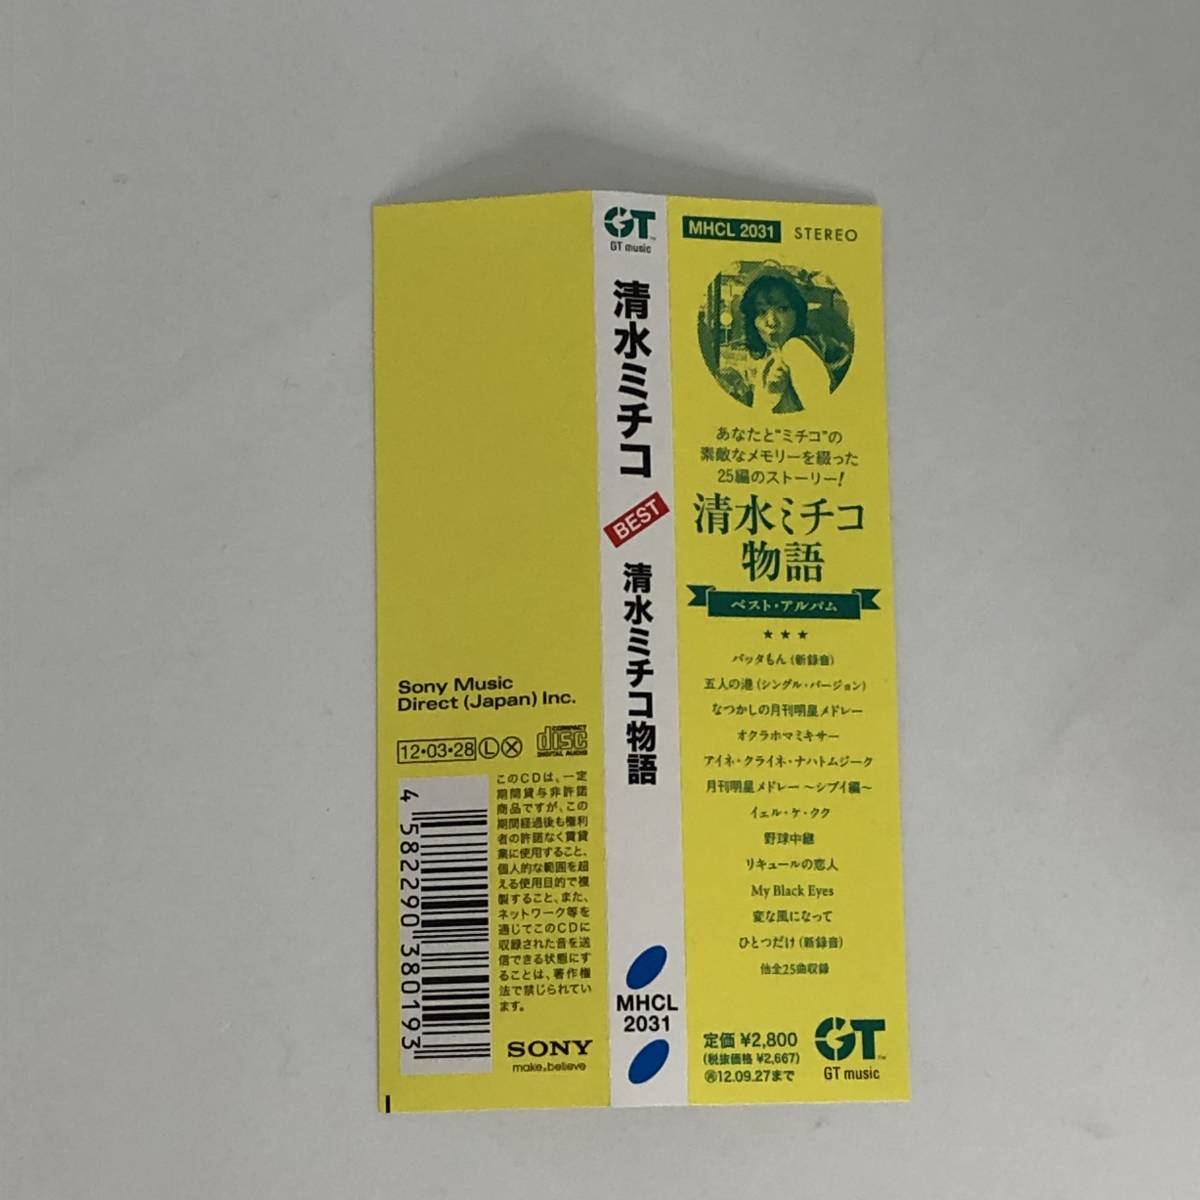 Sony Music
Direct (Japan) Inc.
12・03・28 Ⓛ Ⓧ
COMPACT
disc
DIGITAL AUDIO
4 582290 380193
このCDは、一定
期間貸与非許諾
商品ですが、この
期間経過後も権利
者の許諾なく賃貸
業に使用すること、
個人的な範囲を超
える使用目的で複
製すること、また、
ネットワーク等を
通じてこのCDに
収録された音を送
信できる状態にす
ることは、著作権
法で禁じられてい
ます。
SONY
make.believe
GT
GT music
清水ミチコ
BEST
清水ミチコ物語
MHCL
2031
MHCL 2031 STEREO
あなたと“ミチコ”の
素敵なメモリーを綴った
25編のストーリー!
清水ミチコ
物語
ベスト・アルバム
★ ★ ★
バッタもん(新録音)
五人の港(シングル・バージョン)
なつかしの月刊明星メドレー
オクラホマミキサー
アイネ・クライネ・ナハトムジーク
月刊明星メドレー ～シブイ編～
イェル・ケ・クク
野球中継
リキュールの恋人
My Black Eyes
変な風になって
ひとつだけ(新録音)
他全25曲収録
定価 ¥2,800
(税抜価格 ¥2,667)
㋫12.09.27まで
GT™
GT music